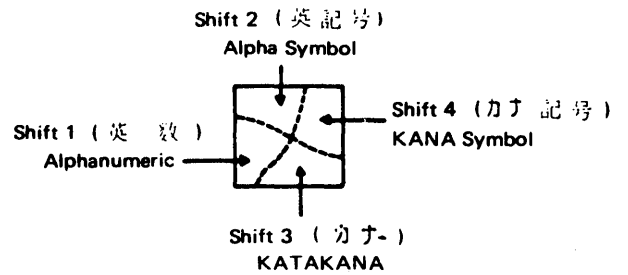 Shift 2 ( 英記号 )
Alpha Symbol
Shift 4 ( カナ 記号 )
KANA Symbol
Shift 1 ( 英 数 )
Alphanumeric
Shift 3 ( カナ )
KATAKANA